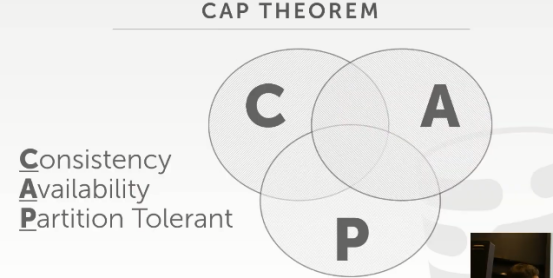 CAP THEOREM
C
A
Consistency
Availability
Partition Tolerant
P